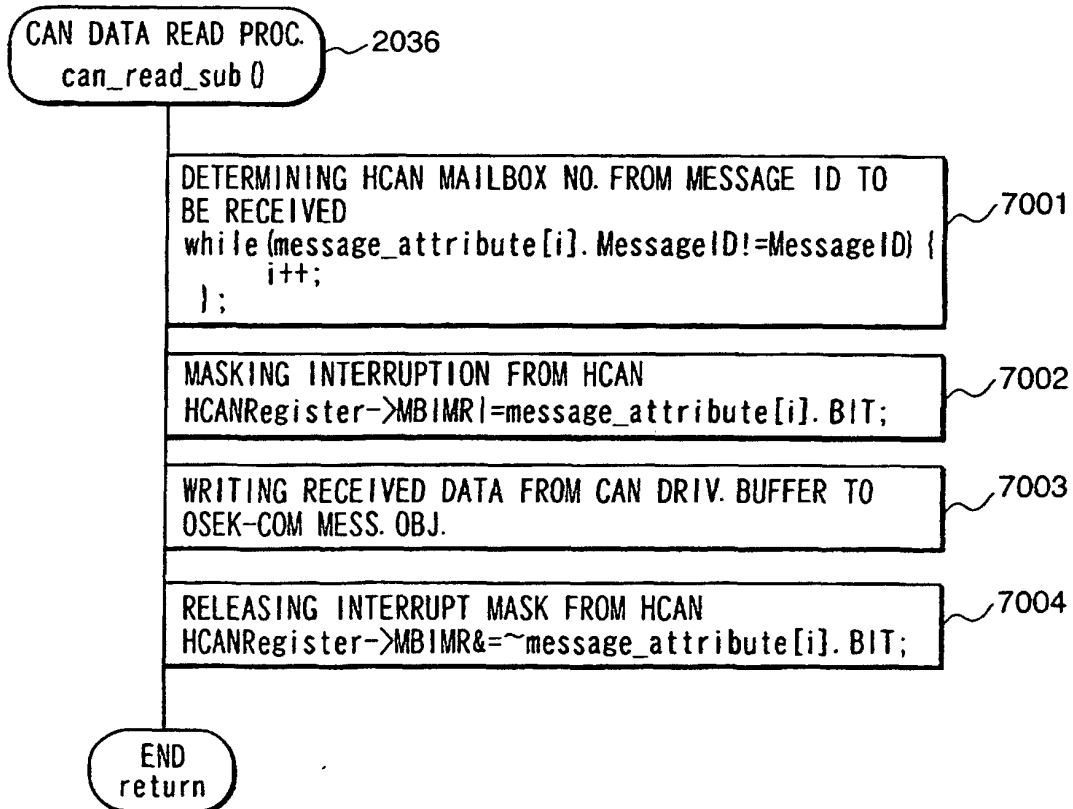 CAN DATA READ PROC.
can_read_sub()
2036
DETERMINING HCAN MAILBOX NO. FROM MESSAGE ID TO
BE RECEIVED
while(message_attribute[i].MessageID!=MessageID) {
i++;
};
7001
MASKING INTERRUPTION FROM HCAN
HCANRegister->MBIMR|=message_attribute[i].BIT;
7002
WRITING RECEIVED DATA FROM CAN DRIV. BUFFER TO
OSEK-COM MESS. OBJ.
7003
RELEASING INTERRUPT MASK FROM HCAN
HCANRegister->MBIMR&=~message_attribute[i].BIT;
7004
END
return